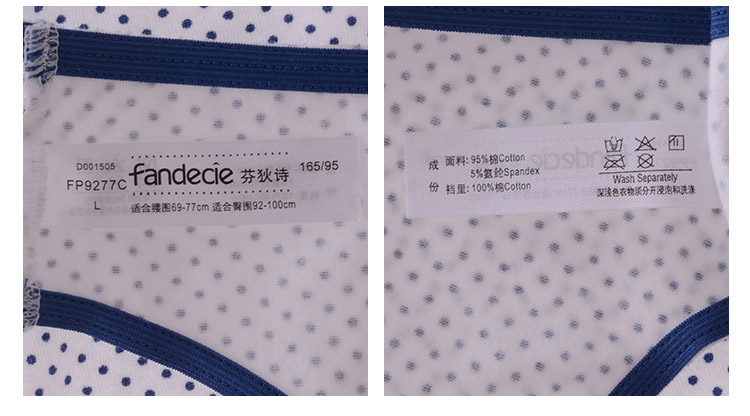 D001505
fandecie 芬狄诗 165/95
FP9277C
L 适合腰围69-77cm 适合臀围92-100cm
成 面料: 95%棉Cotton
5%氨纶Spandex
份 裆里: 100%棉Cotton
Wash Separately
深浅色衣物须分开浸泡和洗涤